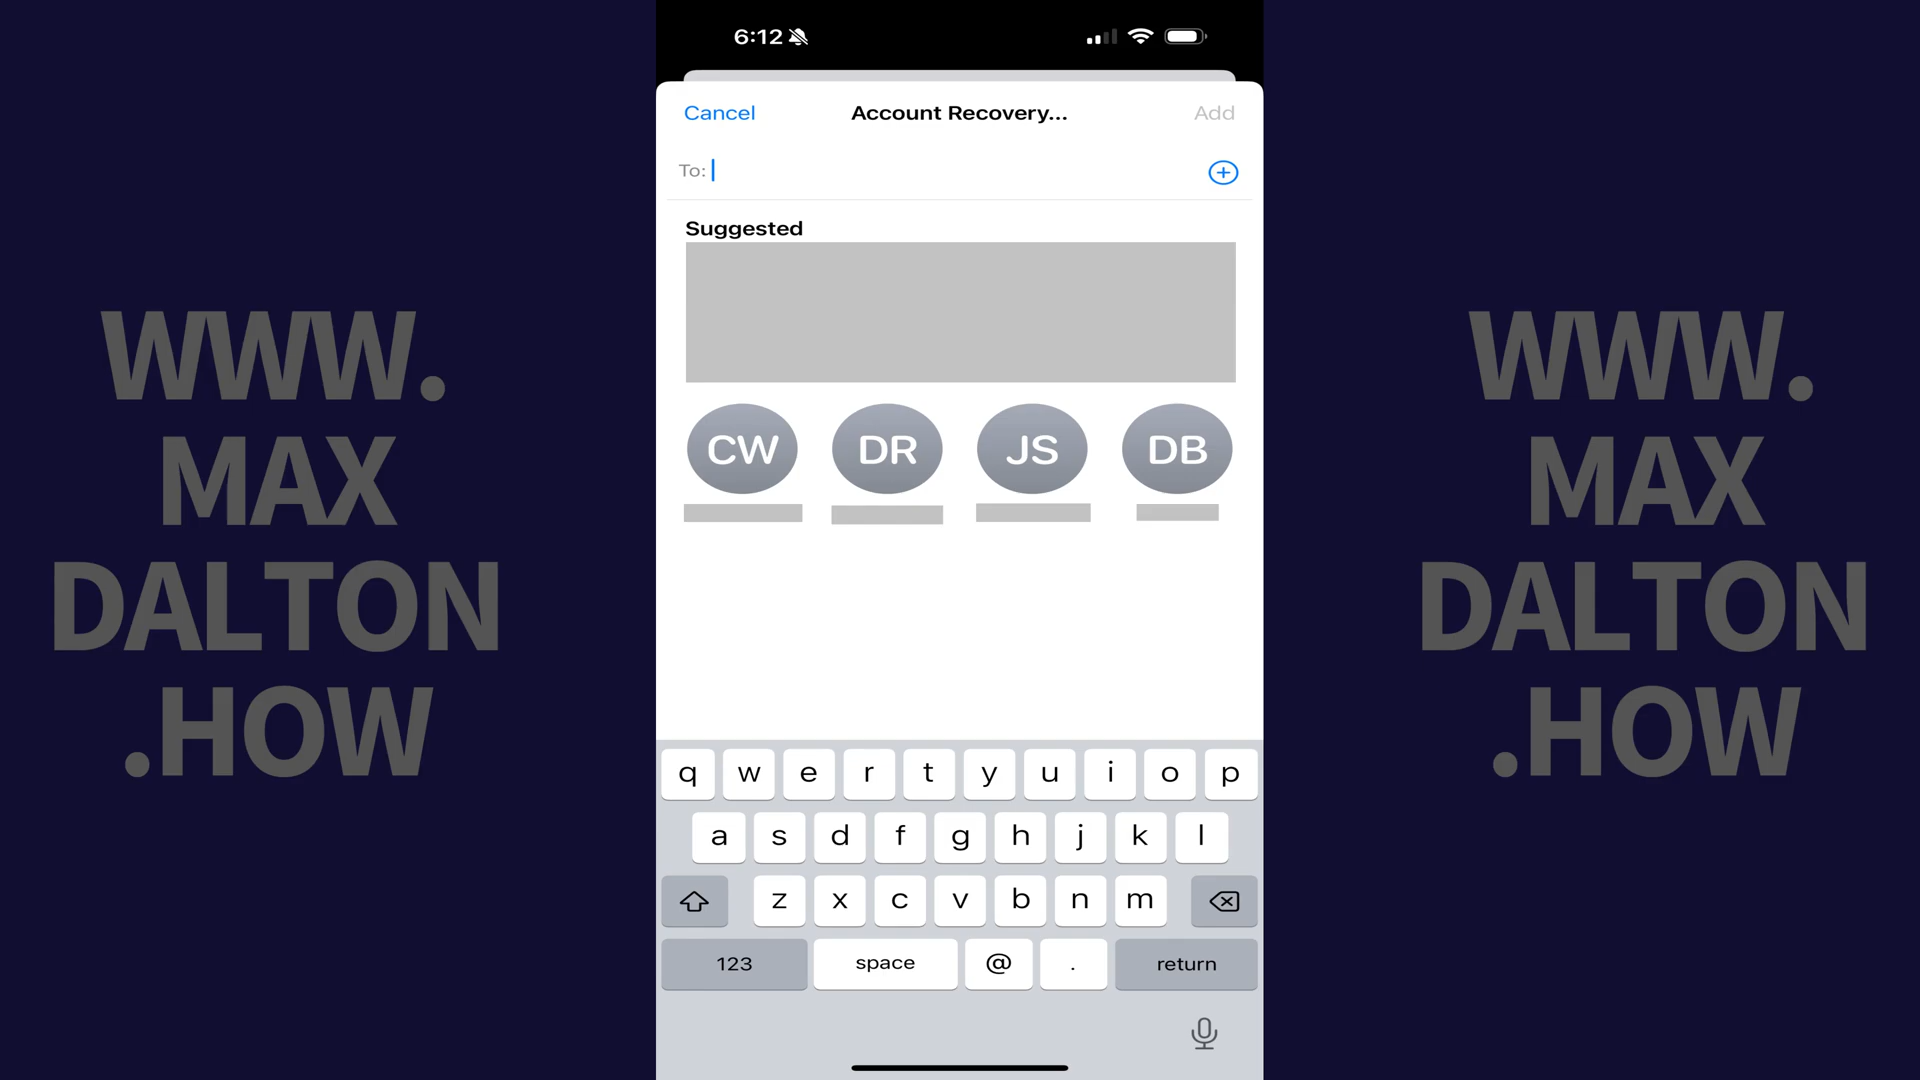 6:12
Cancel
Account Recovery...
Add
To:
Suggested
CW
DR
JS
DB
q w e r t y u i o p
a s d f g h j k l
z x c v b n m
123
space
@
.
return
WWW.
MAX
DALTON
.HOW
WWW.
MAX
DALTON
.HOW